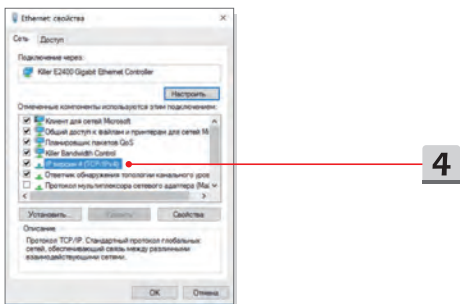 Ethernet: свойства
Сеть Доступ
Подключение через:
Killer E2400 Gigabit Ethernet Controller
Настроить...
Отмеченные компоненты используются этим подключением:
Клиент для сетей Microsoft
Общий доступ к файлам и принтерам для сетей Mi
Планировщик пакетов QoS
Killer Bandwidth Control
IP версии 4 (TCP/IPv4)
4
Ответчик обнаружения топологии канального уров
Протокол мультиплексора сетевого адаптера (Май
Установить... Удалить Свойства
Описание
Протокол TCP/IP. Стандартный протокол глобальных
сетей, обеспечивающий связь между различными
взаимодействующими сетями.
OK Отмена